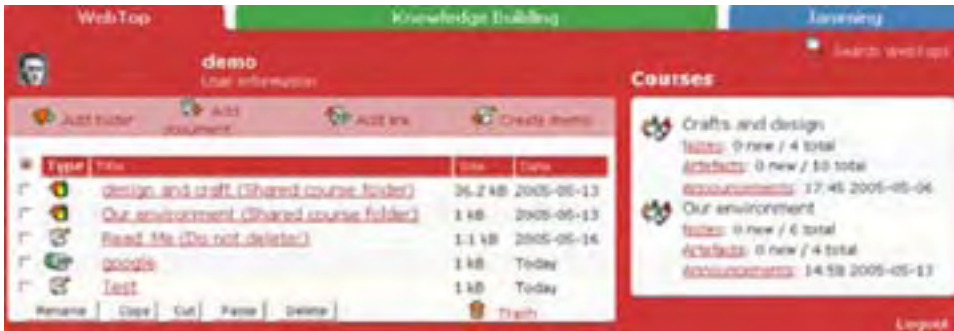 WebTop Knowledge Building Jamming
demo
User information
Search WebTops
Courses
Add folder Add document Add link Create memo
Type Title Size Date
design and craft (Shared course folder) 36.2 kB 2005-05-13
Our environment (Shared course folder) 1 kB 2005-05-13
Read Me (Do not delete!) 1.1 kB 2005-05-16
google 1 kB Today
Test 1 kB Today
Rename Copy Cut Paste Delete Trash
Crafts and design
Notes: 0 new / 4 total
Artefacts: 0 new / 10 total
Announcements: 17:45 2005-05-06
Our environment
Notes: 0 new / 6 total
Artefacts: 0 new / 4 total
Announcements: 14:58 2005-05-13
Logout